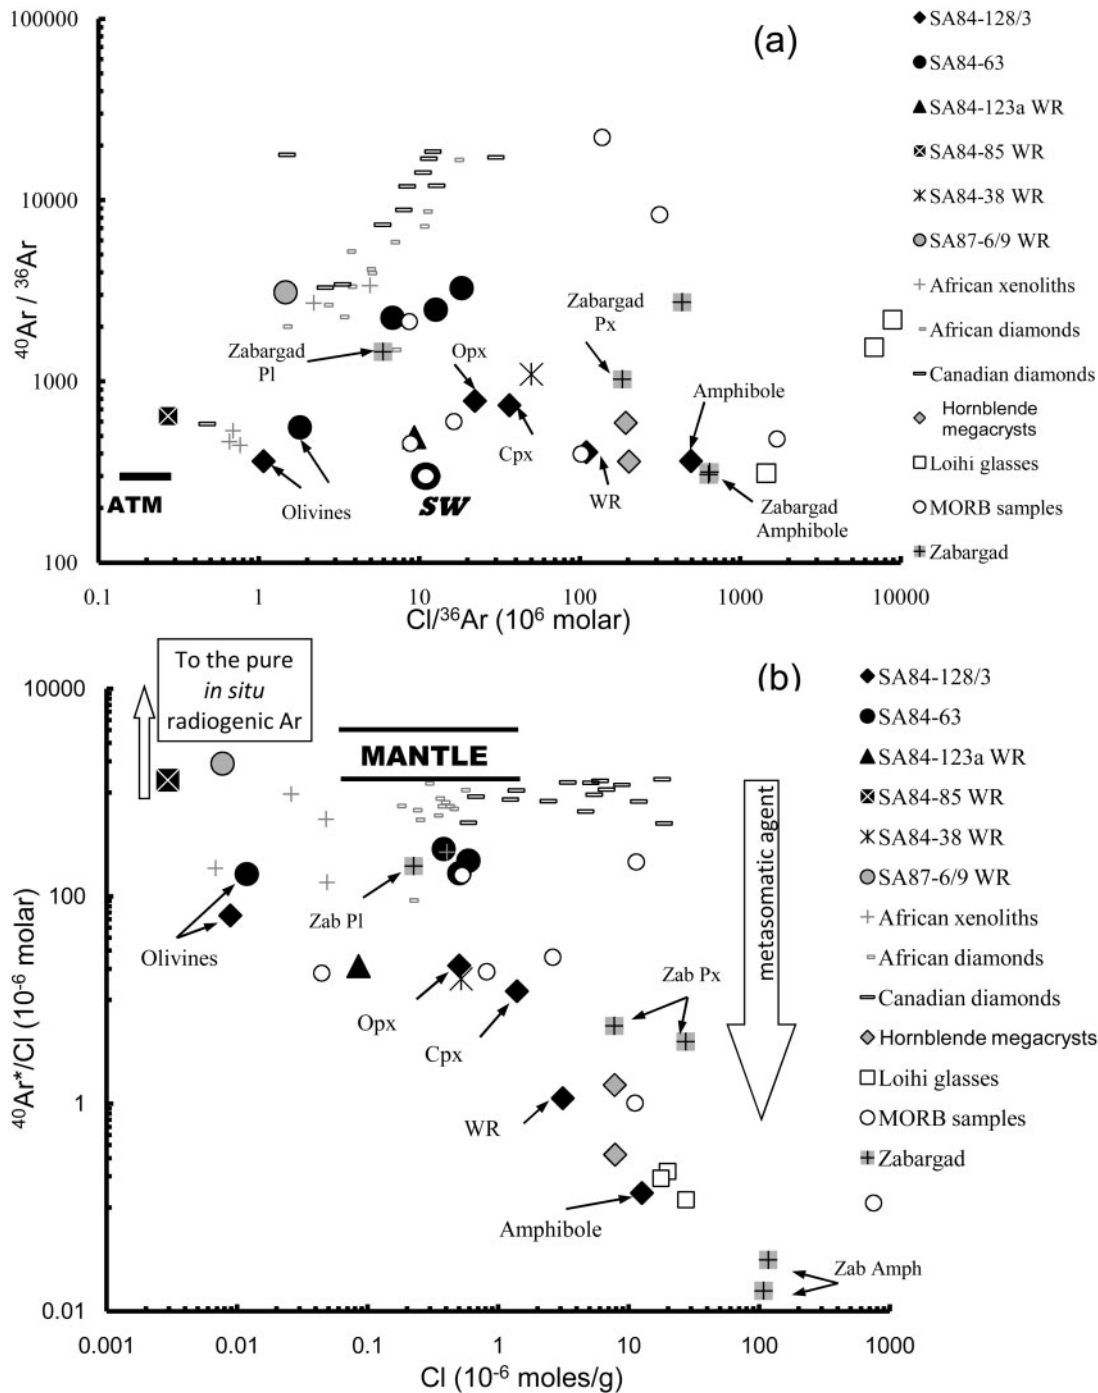 100000
(a)
10000
1000
100
⁴⁰Ar / ³⁶Ar
Zabargad
Pl
Opx
Zabargad
Px
Amphibole
Cpx
ATM
Olivines
SW
WR
Zabargad
Amphibole
0.1
1
10
100
1000
10000
Cl/³⁶Ar (10⁶ molar)
SA84-128/3
SA84-63
SA84-123a WR
SA84-85 WR
SA84-38 WR
SA87-6/9 WR
African xenoliths
African diamonds
Canadian diamonds
Hornblende
megacrysts
Loihi glasses
MORB samples
Zabargad
To the pure
in situ
radiogenic Ar
(b)
10000
100
1
0.01
⁴⁰Ar*/Cl (10⁻⁶ molar)
MANTLE
metasomatic agent
Olivines
Zab Pl
Opx
Cpx
Zab Px
WR
Amphibole
Zab Amph
0.001
0.01
0.1
1
10
100
1000
Cl (10⁻⁶ moles/g)
SA84-128/3
SA84-63
SA84-123a WR
SA84-85 WR
SA84-38 WR
SA87-6/9 WR
African xenoliths
African diamonds
Canadian diamonds
Hornblende megacrysts
Loihi glasses
MORB samples
Zabargad